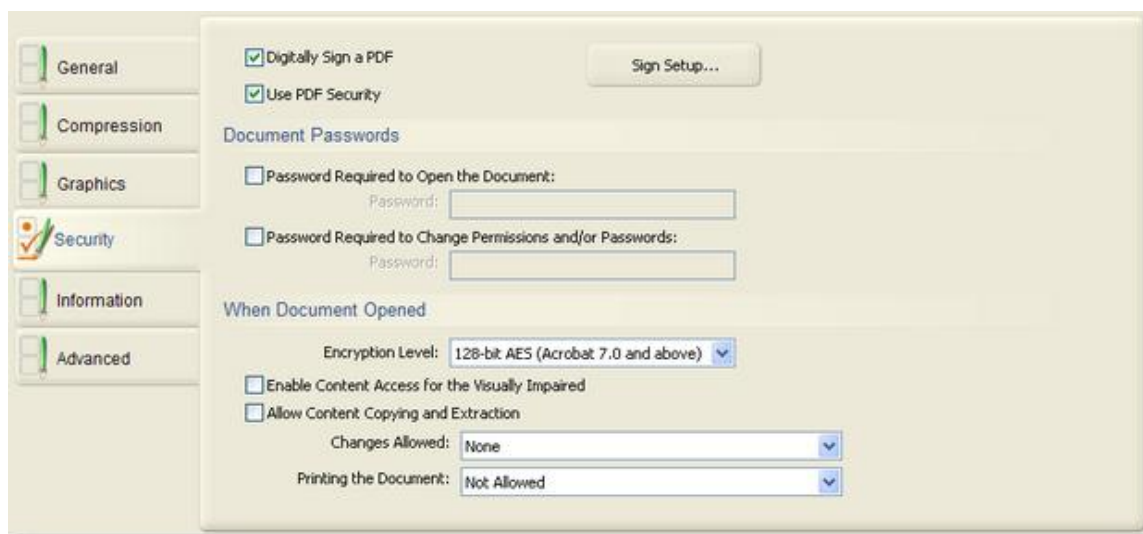 General
Compression
Graphics
Security
Information
Advanced
Digitally Sign a PDF
Sign Setup...
Use PDF Security
Document Passwords
Password Required to Open the Document:
Password:
Password Required to Change Permissions and/or Passwords:
Password:
When Document Opened
Encryption Level: 128-bit AES (Acrobat 7.0 and above)
Enable Content Access for the Visually Impaired
Allow Content Copying and Extraction
Changes Allowed: None
Printing the Document: Not Allowed